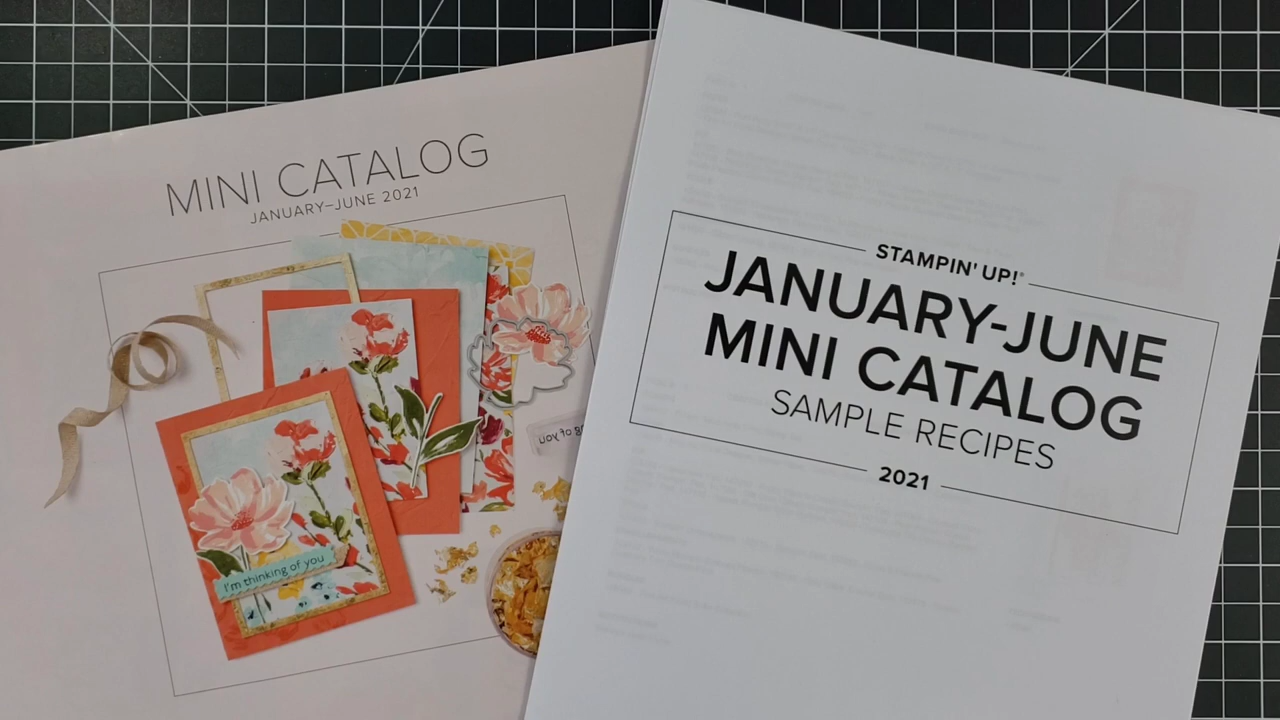 MINI CATALOG
JANUARY–JUNE 2021
I'm thinking of you
STAMPIN' UP!®
JANUARY-JUNE
MINI CATALOG
SAMPLE RECIPES
2021